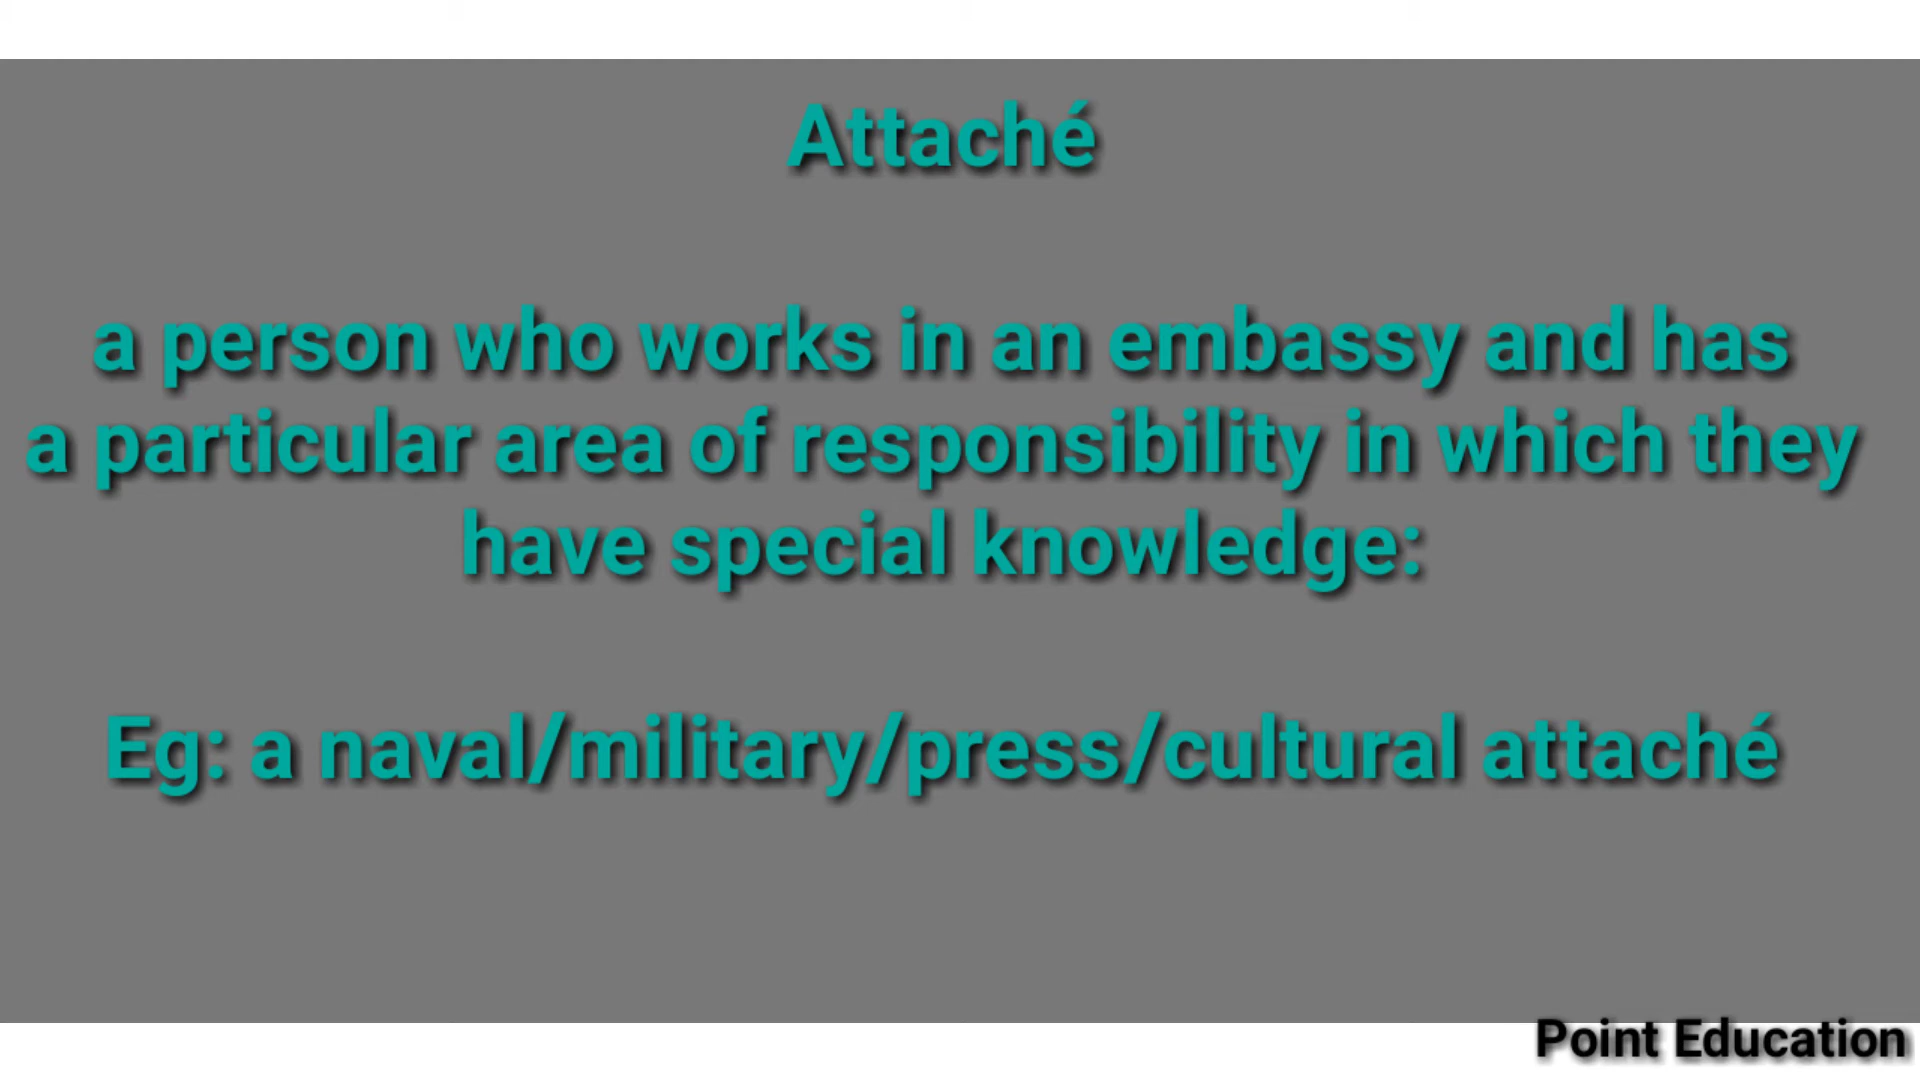 Attaché
a person who works in an embassy and has
a particular area of responsibility in which they
have special knowledge:
Eg: a naval/military/press/cultural attaché
Point Education